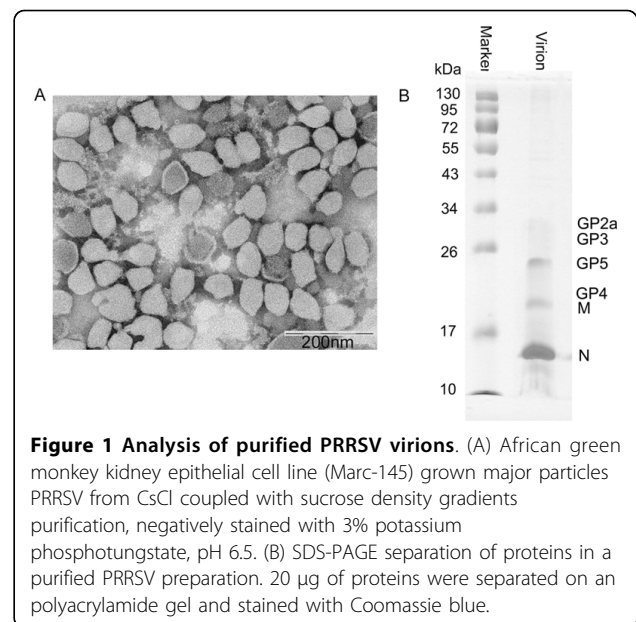 A
200nm
B
kDa
Marker
Virion
130
95
72
55
43
34
26
17
10
GP2a
GP3
GP5
GP4
M
N
Figure 1 Analysis of purified PRRSV virions. (A) African green
monkey kidney epithelial cell line (Marc-145) grown major particles
PRRSV from CsCl coupled with sucrose density gradients
purification, negatively stained with 3% potassium
phosphotungstate, pH 6.5. (B) SDS-PAGE separation of proteins in a
purified PRRSV preparation. 20 μg of proteins were separated on an
polyacrylamide gel and stained with Coomassie blue.